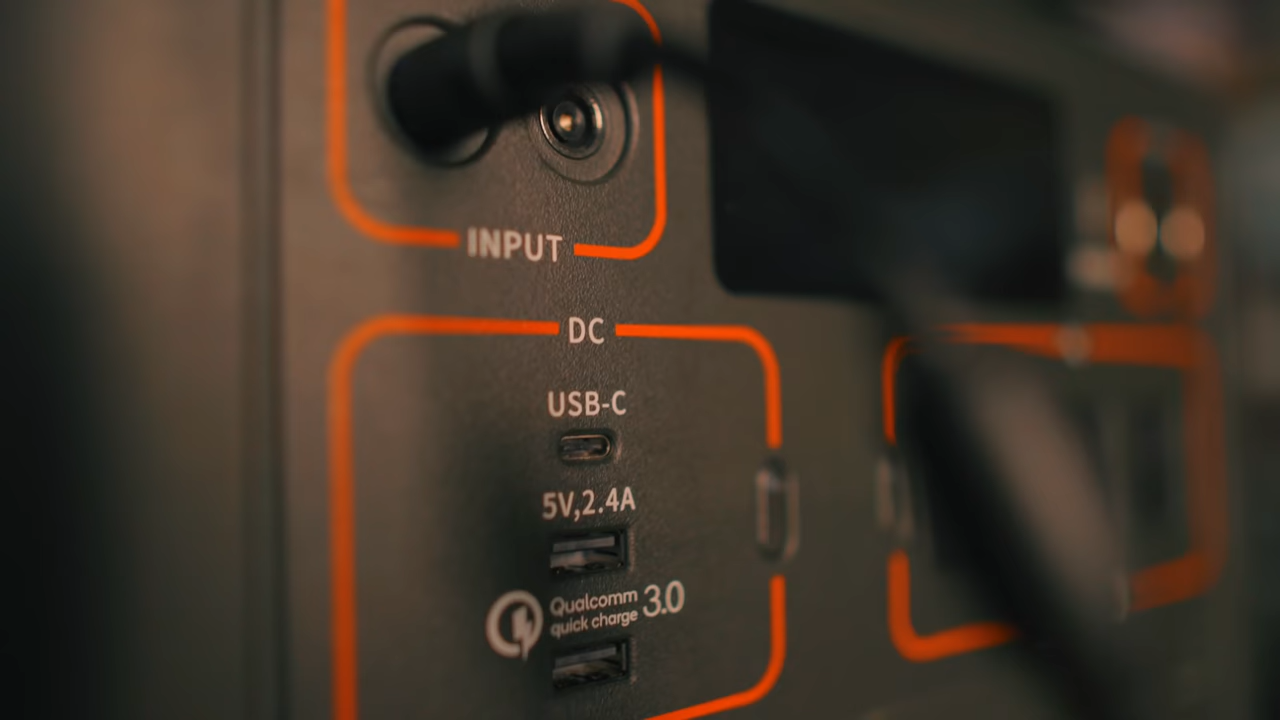 INPUT
DC
USB-C
5V,2.4A
Qualcomm
quick charge 3.0